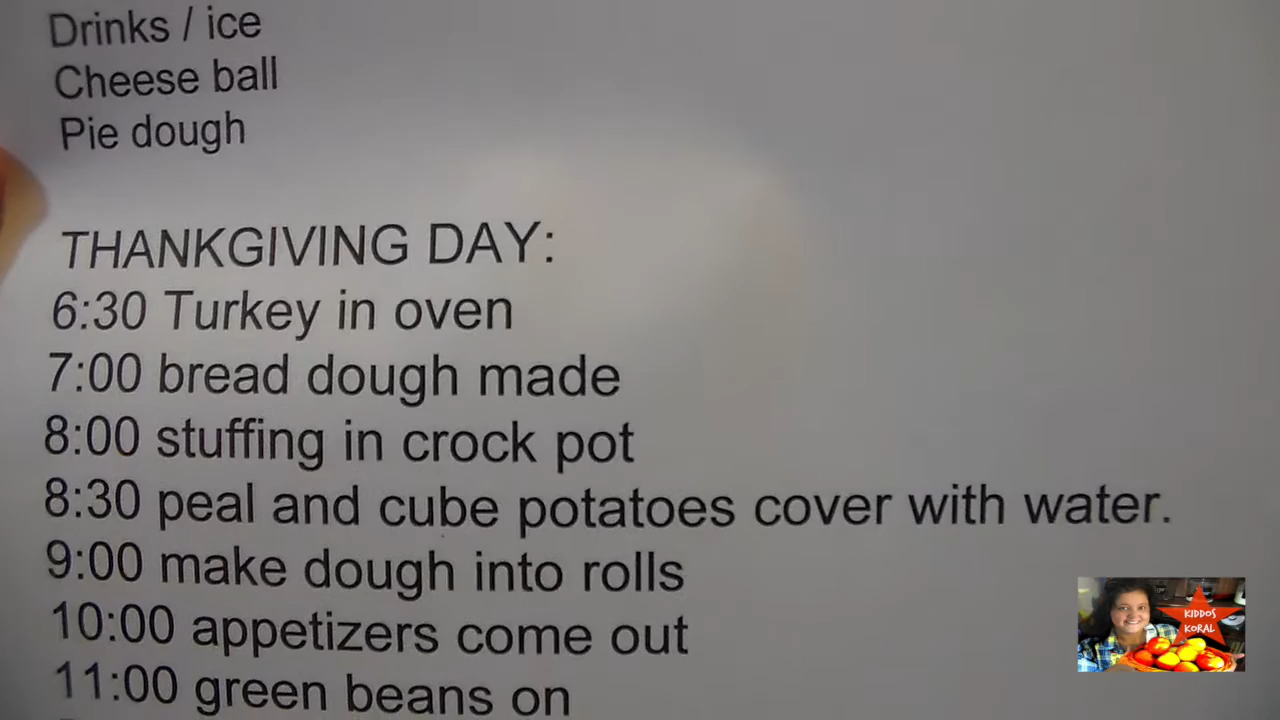 Drinks / ice
Cheese ball
Pie dough
THANKGIVING DAY:
6:30 Turkey in oven
7:00 bread dough made
8:00 stuffing in crock pot
8:30 peal and cube potatoes cover with water.
9:00 make dough into rolls
10:00 appetizers come out
11:00 green beans on
KIDDOS
KORAL